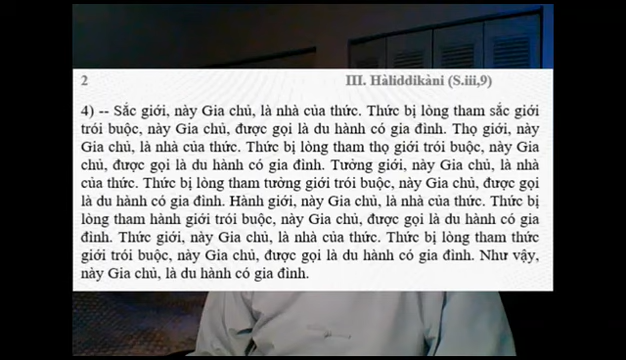 2 III. Hàliddikàni (S.iii,9)
4) -- Sắc giới, này Gia chủ, là nhà của thức. Thức bị lòng tham sắc giới
trói buộc, này Gia chủ, được gọi là du hành có gia đình. Thọ giới, này
Gia chủ, là nhà của thức. Thức bị lòng tham thọ giới trói buộc, này Gia
chủ, được gọi là du hành có gia đình. Tưởng giới, này Gia chủ, là nhà
của thức. Thức bị lòng tham tưởng giới trói buộc, này Gia chủ, được gọi
là du hành có gia đình. Hành giới, này Gia chủ, là nhà của thức. Thức bị
lòng tham hành giới trói buộc, này Gia chủ, được gọi là du hành có gia
đình. Thức giới, này Gia chủ, là nhà của thức. Thức bị lòng tham thức
giới trói buộc, này Gia chủ, được gọi là du hành có gia đình. Như vậy,
này Gia chủ, là du hành có gia đình.